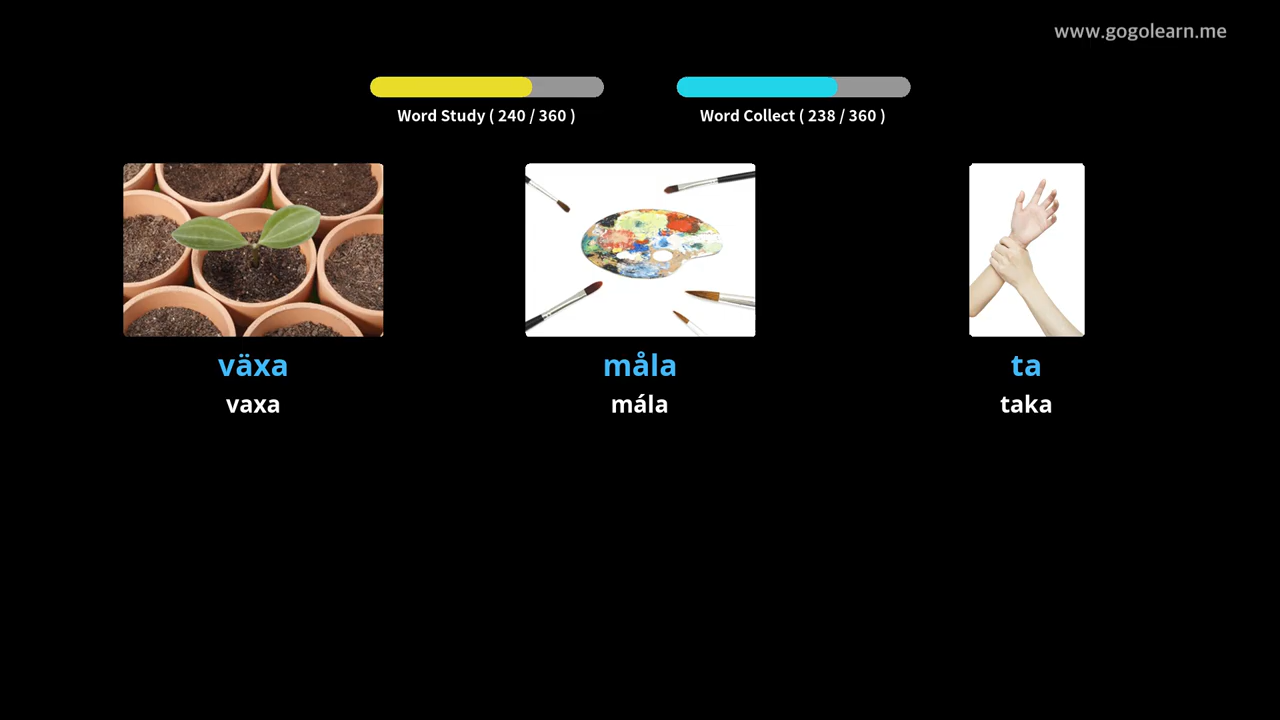 www.gogolearn.me
Word Study ( 240 / 360 )
Word Collect ( 238 / 360 )
växa
måla
ta
vaxa
mála
taka